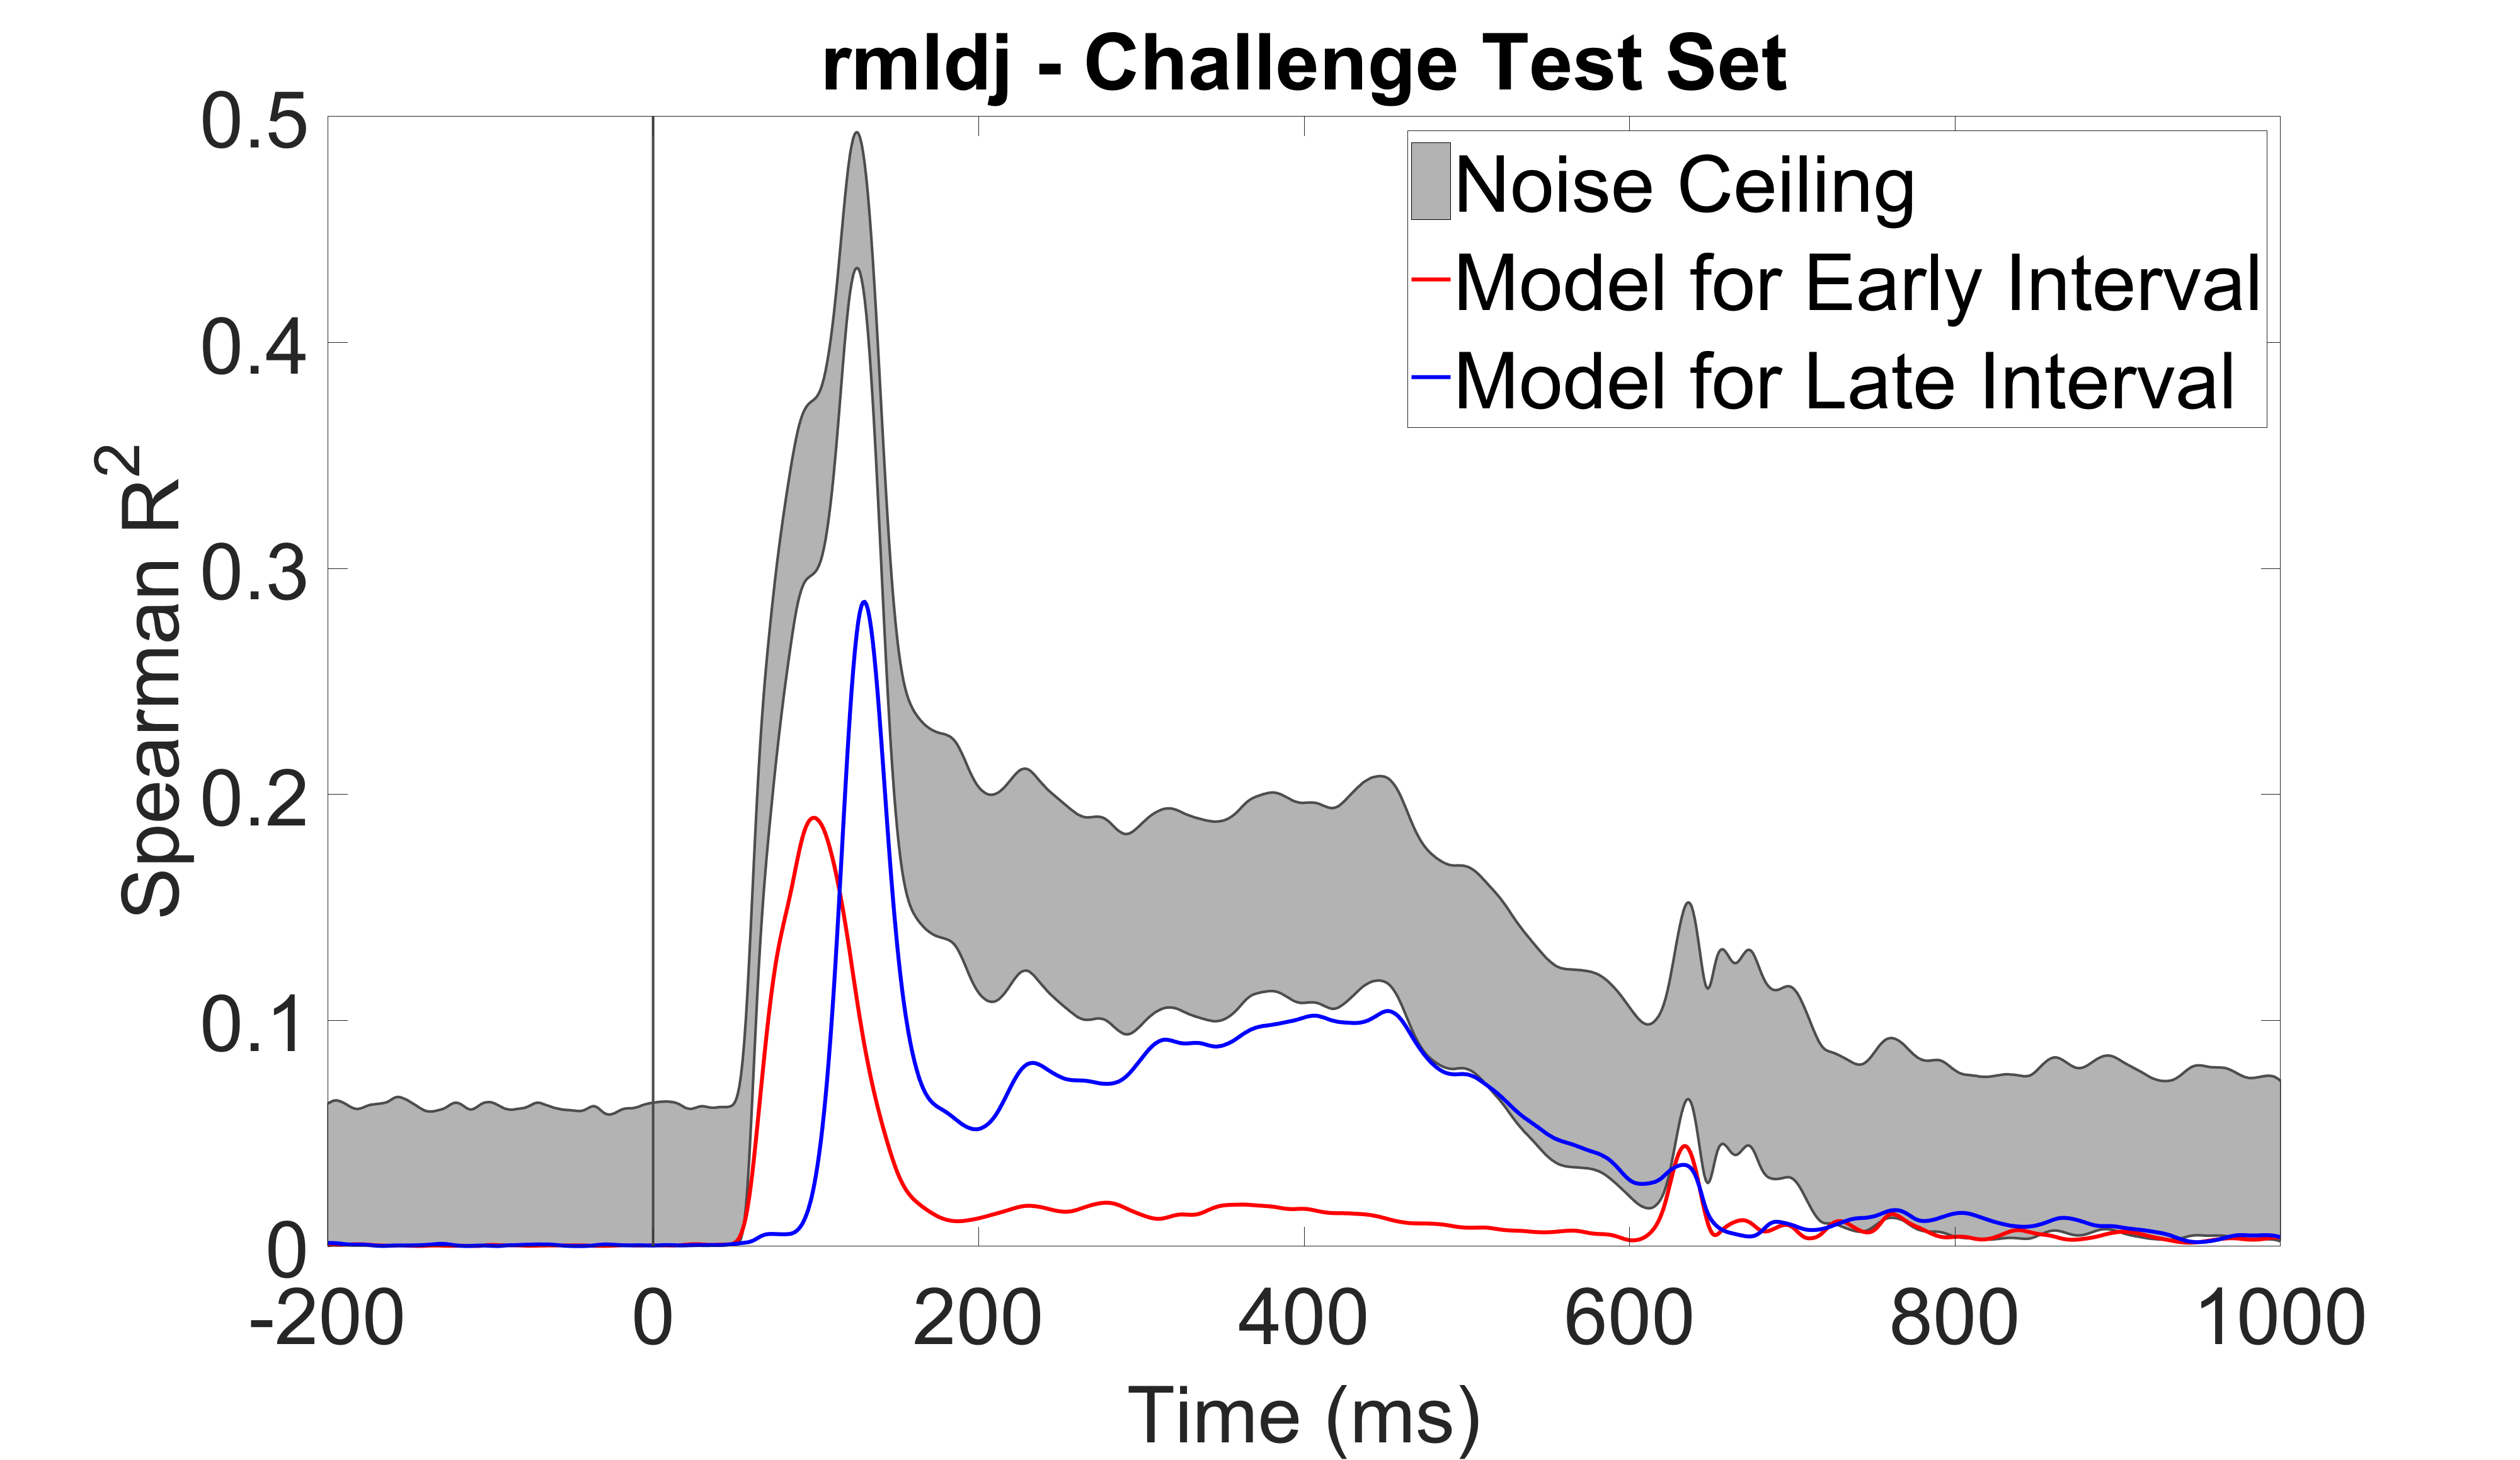 rmldj - Challenge Test Set
Spearman R²
0.5
0.4
0.3
0.2
0.1
0
Noise Ceiling
Model for Early Interval
Model for Late Interval
-200 0 200 400 600 800 1000
Time (ms)